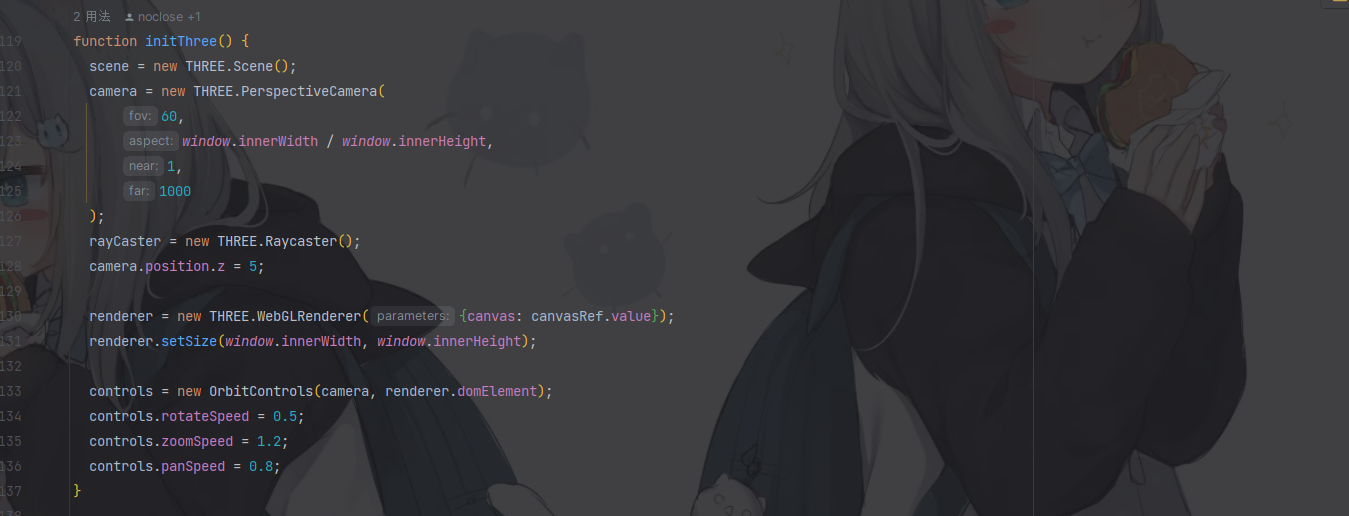 2 用法 noclose +1
119 function initThree() {
120 scene = new THREE.Scene();
121 camera = new THREE.PerspectiveCamera(
122 fov: 60,
123 aspect: window.innerWidth / window.innerHeight,
124 near: 1,
125 far: 1000
126 );
127 rayCaster = new THREE.Raycaster();
128 camera.position.z = 5;
129
130 renderer = new THREE.WebGLRenderer( parameters: {canvas: canvasRef.value});
131 renderer.setSize(window.innerWidth, window.innerHeight);
132
133 controls = new OrbitControls(camera, renderer.domElement);
134 controls.rotateSpeed = 0.5;
135 controls.zoomSpeed = 1.2;
136 controls.panSpeed = 0.8;
137 }
138